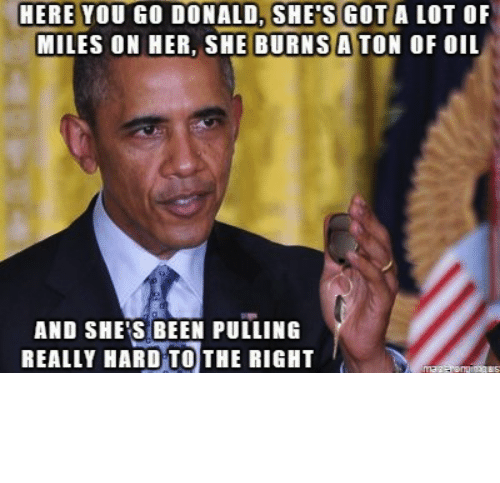 HERE YOU GO DONALD, SHE'S GOT A LOT OF
MILES ON HER, SHE BURNS A TON OF OIL
AND SHE'S BEEN PULLING
REALLY HARD TO THE RIGHT